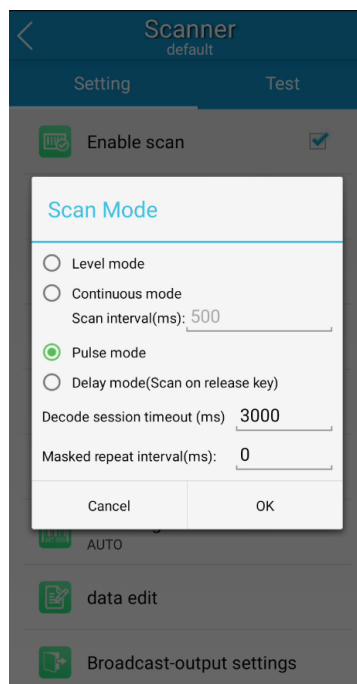 Scanner
default
Setting Test
Enable scan
Scan Mode
Level mode
Continuous mode
Scan interval(ms): 500
Pulse mode
Delay mode(Scan on release key)
Decode session timeout (ms) 3000
Masked repeat interval(ms): 0
Cancel OK
AUTO
data edit
Broadcast-output settings